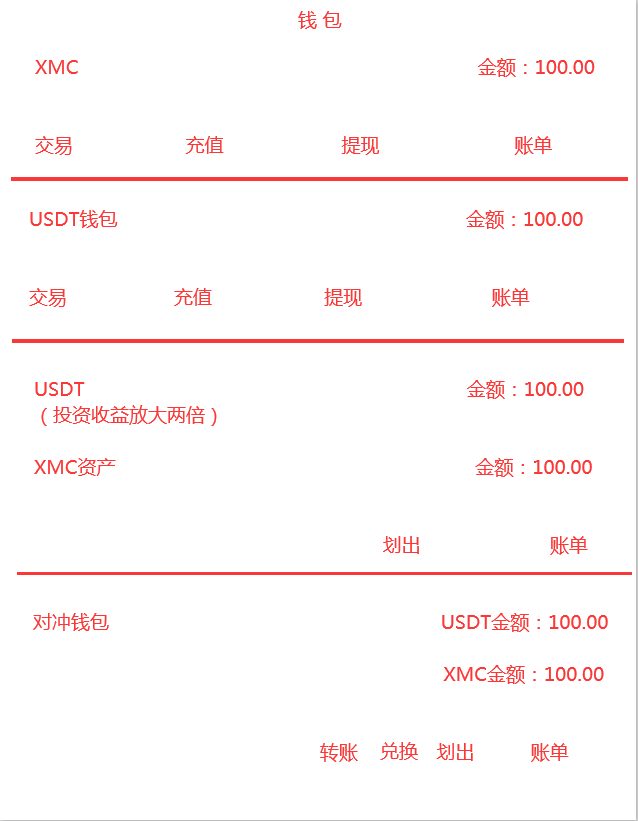 钱 包
XMC 金额：100.00
交易 充值 提现 账单
USDT钱包 金额：100.00
交易 充值 提现 账单
USDT 金额：100.00
（投资收益放大两倍）
XMC资产 金额：100.00
划出 账单
对冲钱包 USDT金额：100.00
XMC金额：100.00
转账 兑换 划出 账单